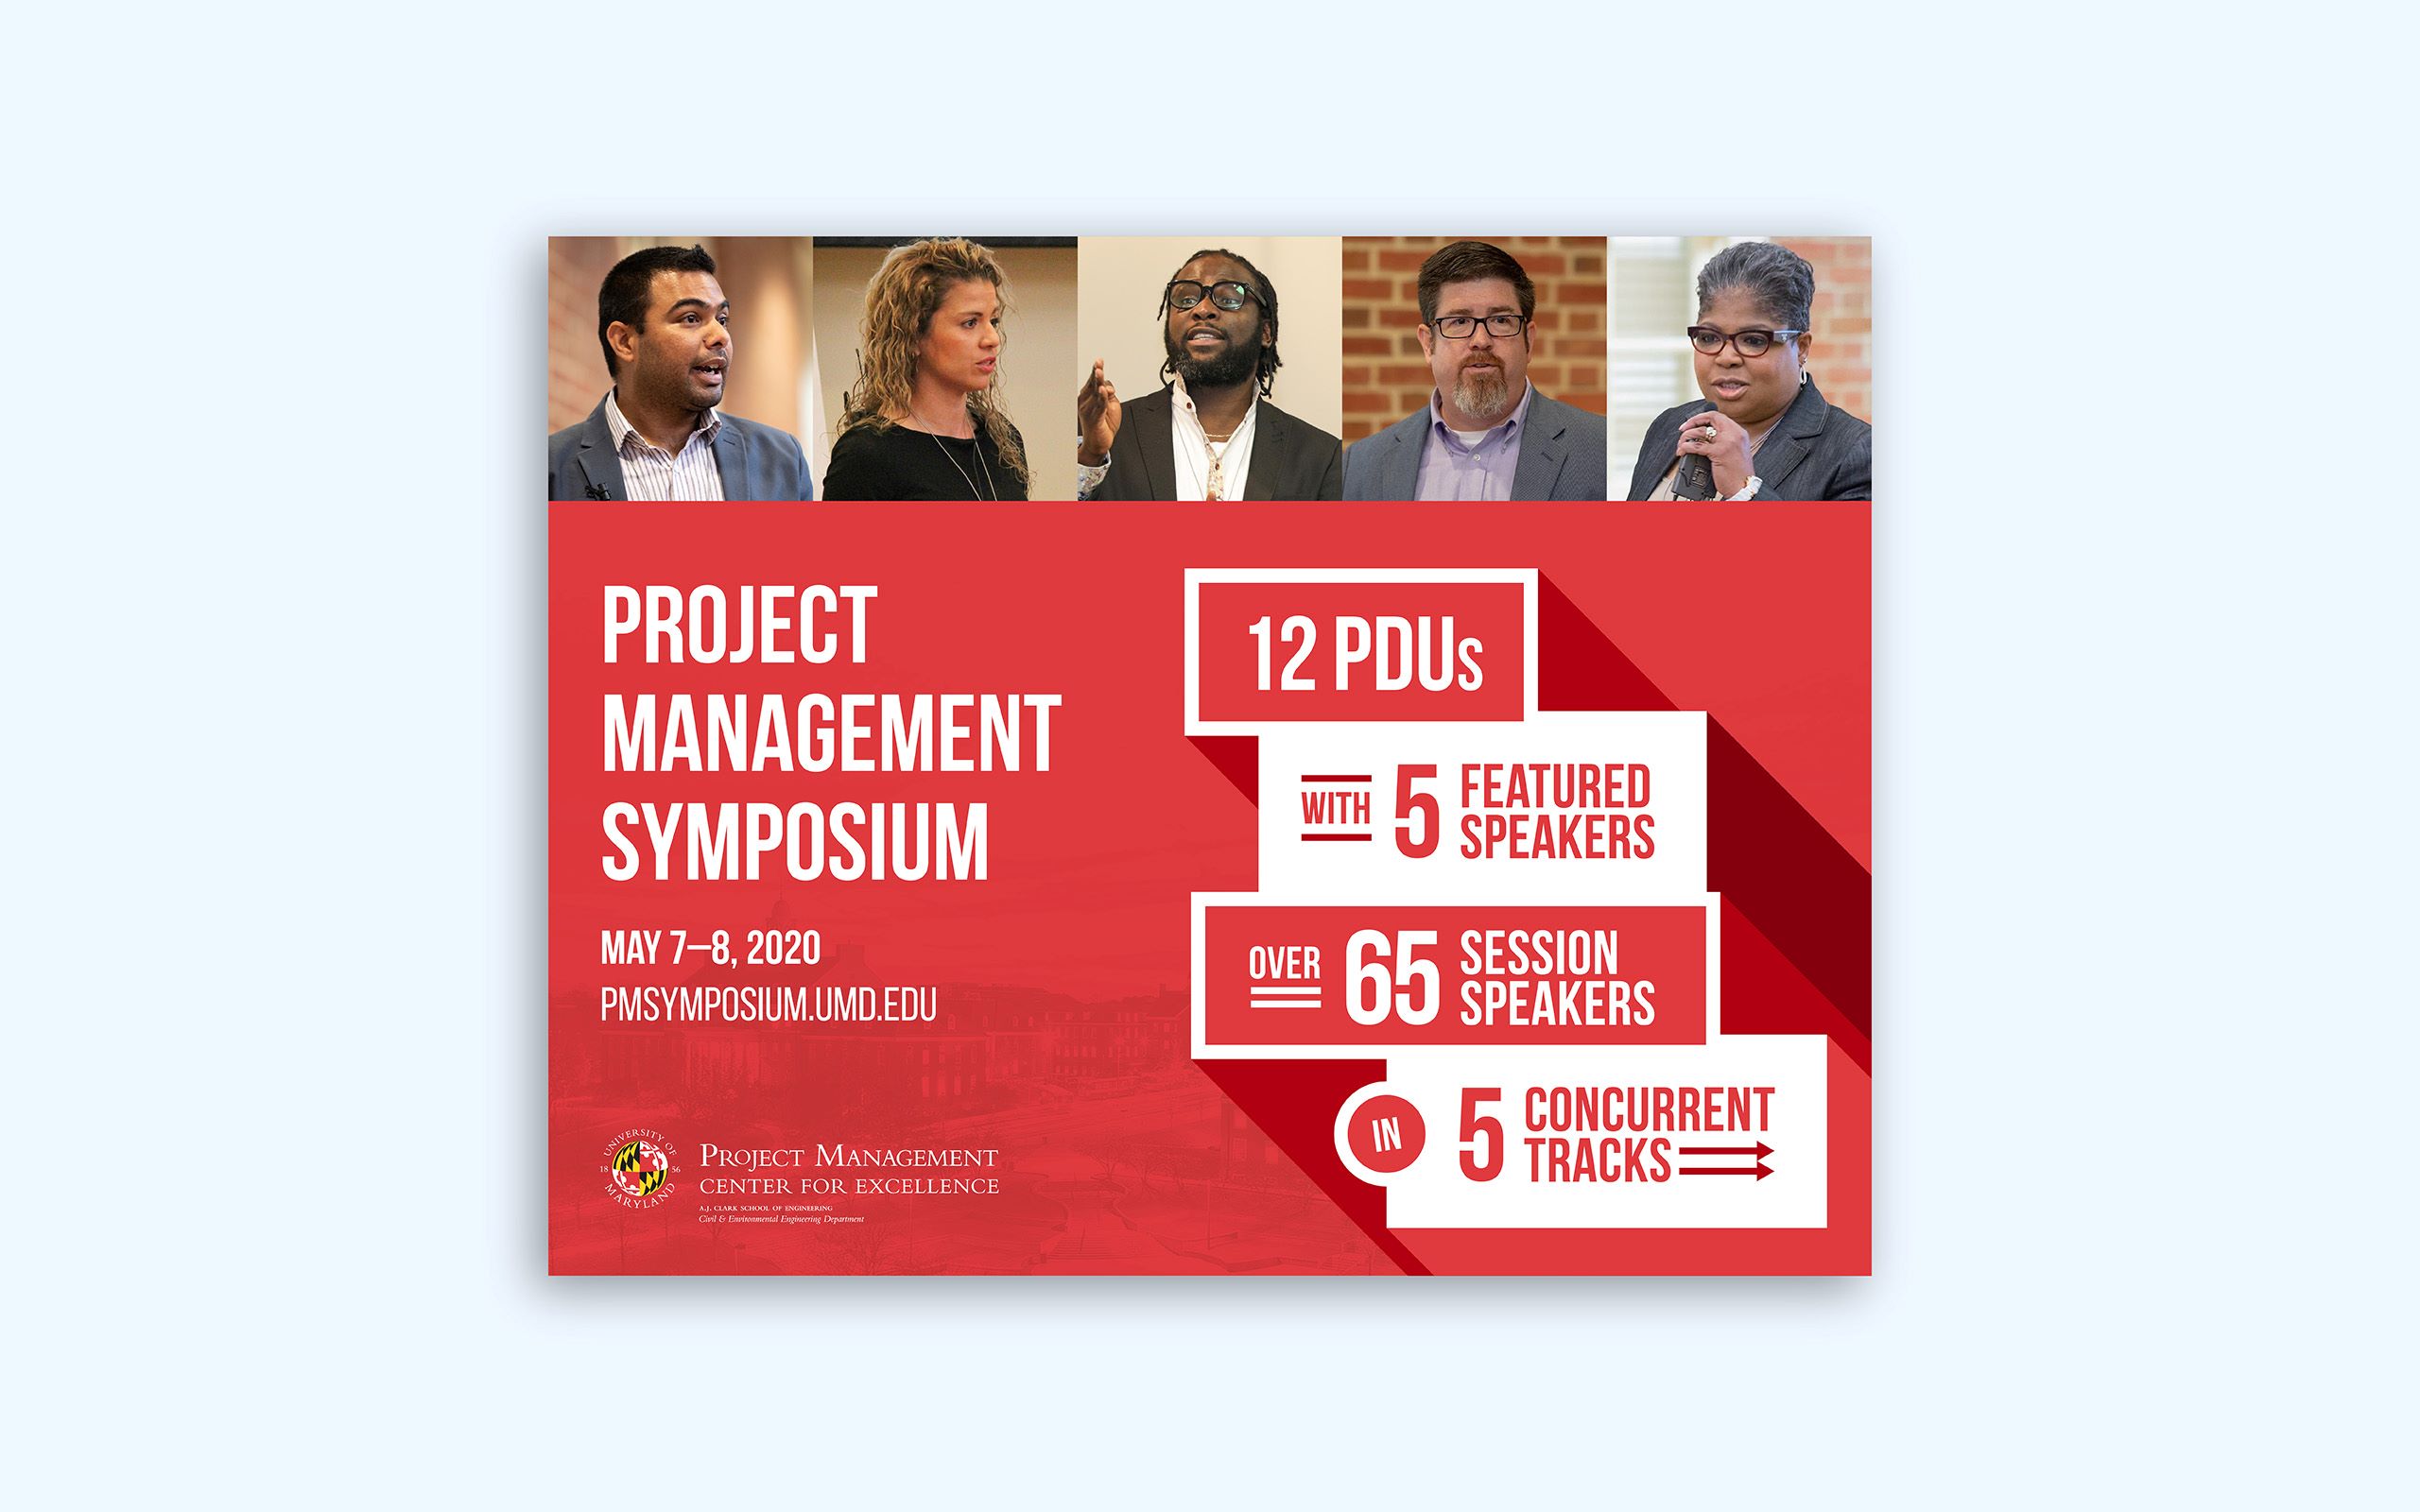 PROJECT
MANAGEMENT
SYMPOSIUM
MAY 7–8, 2020
PMSYMPOSIUM.UMD.EDU
UNIVERSITY OF
18 56
MARYLAND
PROJECT MANAGEMENT
CENTER FOR EXCELLENCE
A.J. CLARK SCHOOL OF ENGINEERING
Civil & Environmental Engineering Department
12 PDUs
WITH 5 FEATURED
SPEAKERS
OVER 65 SESSION
SPEAKERS
IN 5 CONCURRENT
TRACKS